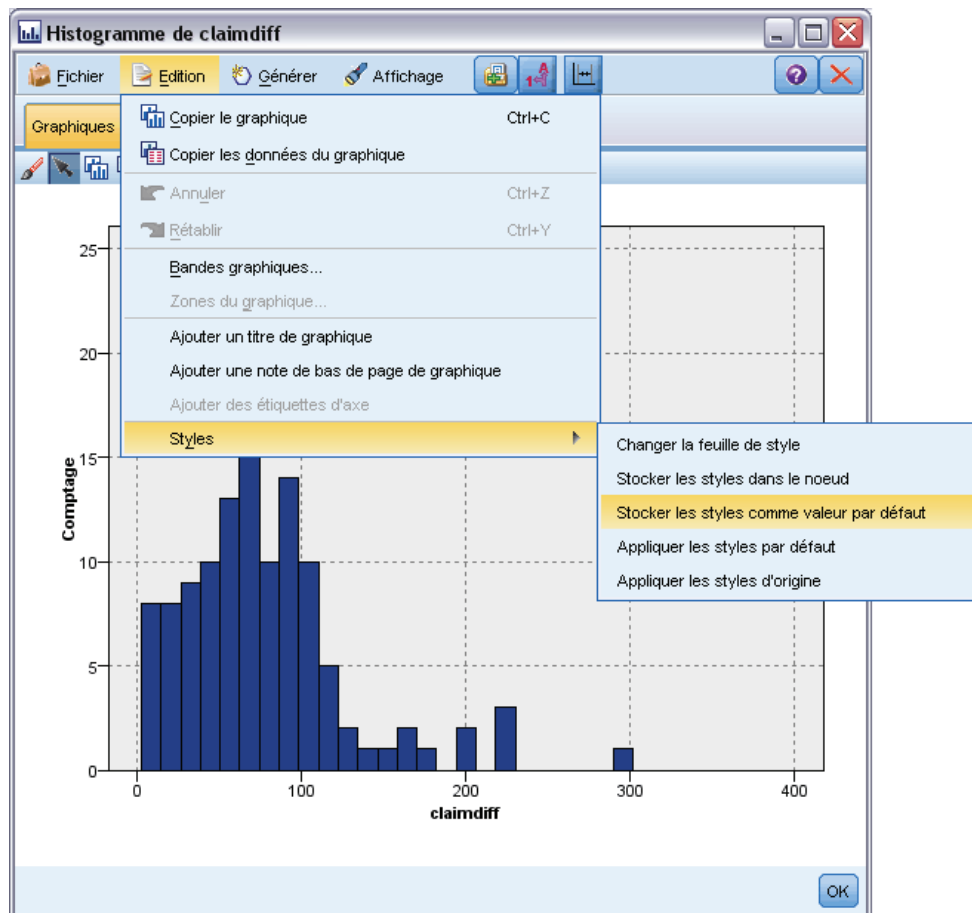 Histogramme de claimdiff
Fichier Edition Générer Affichage
Graphiques
Copier le graphique Ctrl+C
Copier les données du graphique
Annuler Ctrl+Z
Rétablir Ctrl+Y
Bandes graphiques...
Zones du graphique...
Ajouter un titre de graphique
Ajouter une note de bas de page de graphique
Ajouter des étiquettes d'axe
Styles
Changer la feuille de style
Stocker les styles dans le noeud
Stocker les styles comme valeur par défaut
Appliquer les styles par défaut
Appliquer les styles d'origine
Comptage
25
20
15
10
5
0
0 100 200 300 400
claimdiff
OK